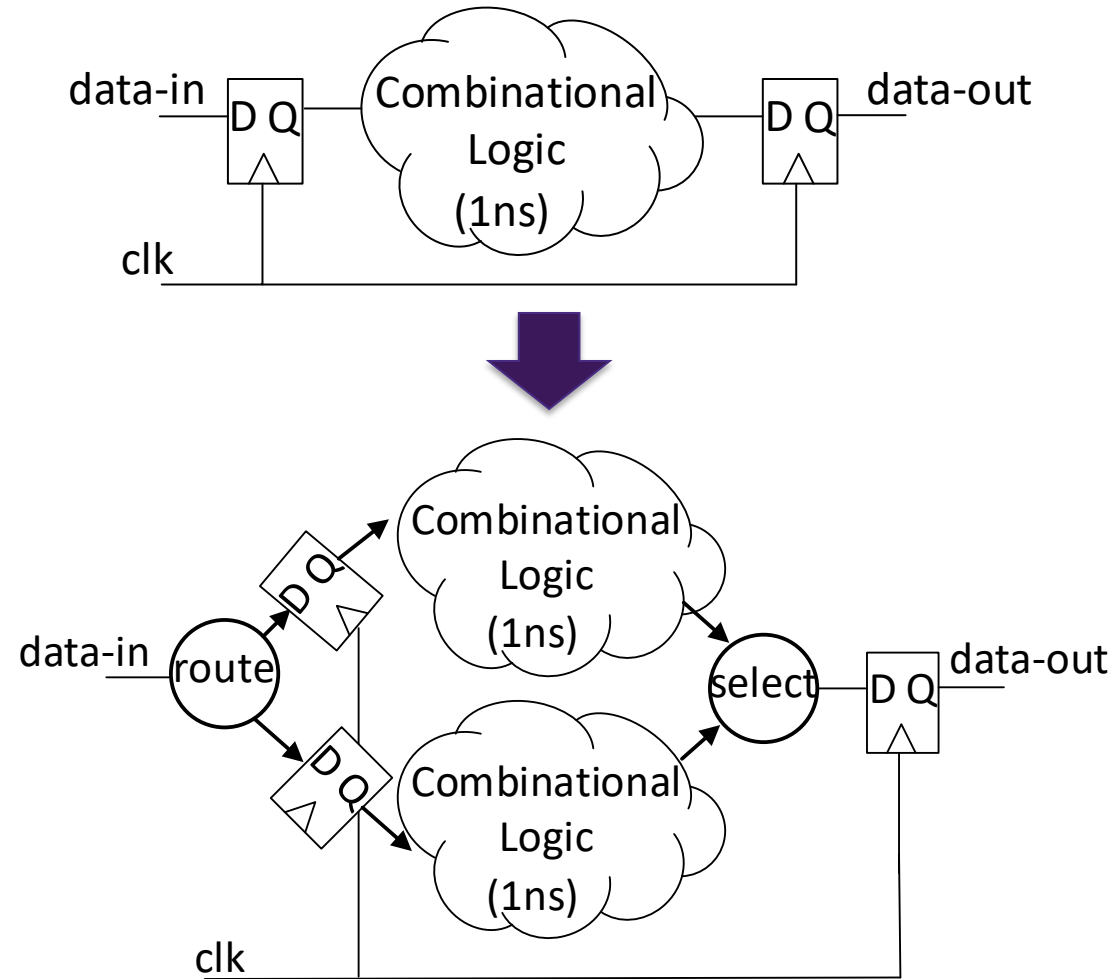 data-in
D Q
Combinational
Logic
(1ns)
D Q
data-out
clk
Combinational
Logic
(1ns)
D Q
data-in
route
select
D Q
data-out
D Q
Combinational
Logic
(1ns)
clk